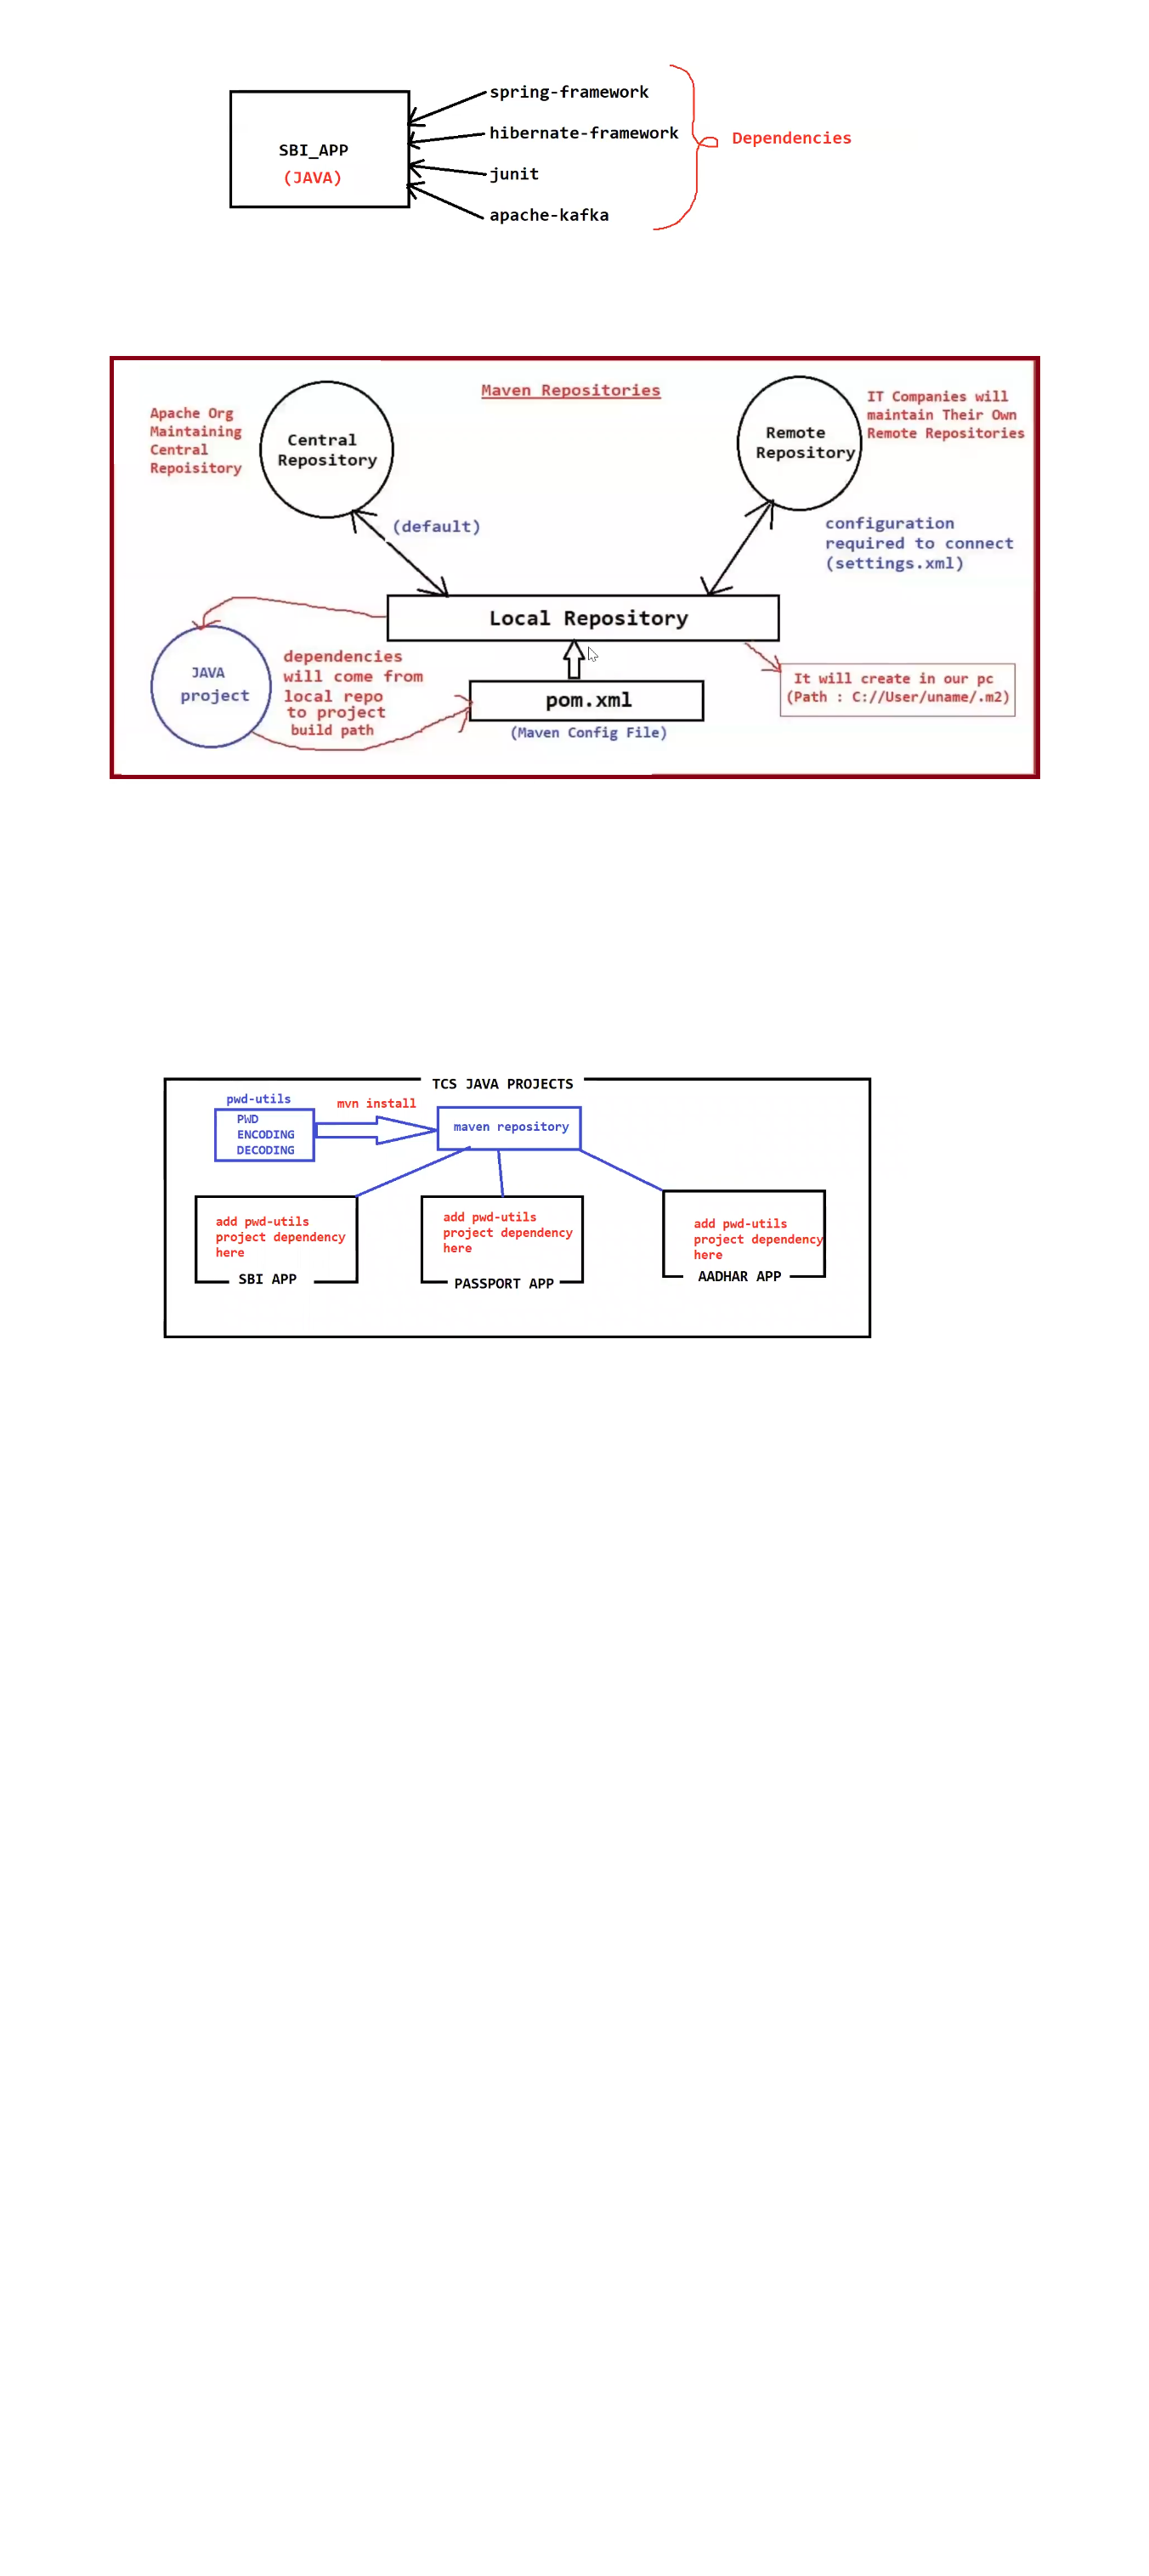 spring-framework
hibernate-framework
junit
apache-kafka
Dependencies
SBI_APP
(JAVA)
Maven Repositories
Apache Org
Maintaining
Central
Repoisitory
Central
Repository
(default)
Remote
Repository
IT Companies will
maintain Their Own
Remote Repositories
configuration
required to connect
(settings.xml)
Local Repository
JAVA
project
dependencies
will come from
local repo
to project
build path
pom.xml
(Maven Config File)
It will create in our pc
(Path : C://User/uname/.m2)
TCS JAVA PROJECTS
pwd-utils
PWD
ENCODING
DECODING
mvn install
maven repository
add pwd-utils
project dependency
here
SBI APP
add pwd-utils
project dependency
here
PASSPORT APP
add pwd-utils
project dependency
here
AADHAR APP